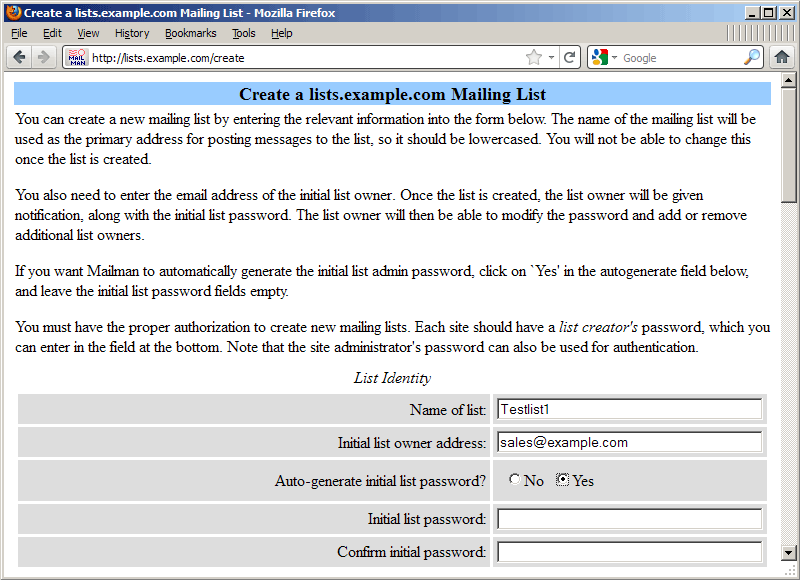 Create a lists.example.com Mailing List - Mozilla Firefox
File Edit View History Bookmarks Tools Help
MAIL MAN http://lists.example.com/create Google
Create a lists.example.com Mailing List
You can create a new mailing list by entering the relevant information into the form below. The name of the mailing list will be
used as the primary address for posting messages to the list, so it should be lowercased. You will not be able to change this
once the list is created.
You also need to enter the email address of the initial list owner. Once the list is created, the list owner will be given
notification, along with the initial list password. The list owner will then be able to modify the password and add or remove
additional list owners.
If you want Mailman to automatically generate the initial list admin password, click on `Yes' in the autogenerate field below,
and leave the initial list password fields empty.
You must have the proper authorization to create new mailing lists. Each site should have a list creator's password, which you
can enter in the field at the bottom. Note that the site administrator's password can also be used for authentication.
List Identity
Name of list: Testlist1
Initial list owner address: sales@example.com
Auto-generate initial list password? No Yes
Initial list password:
Confirm initial password: